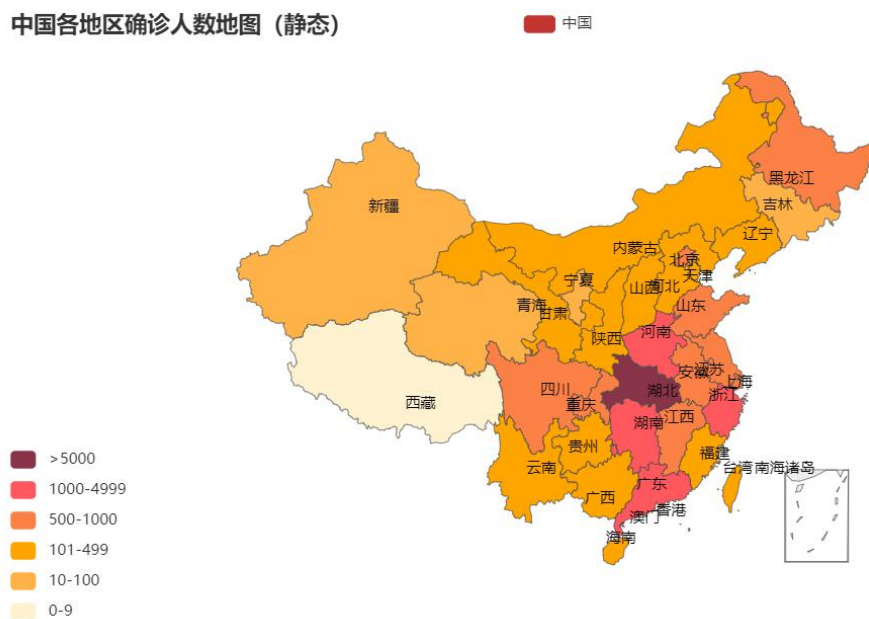 中国各地区确诊人数地图（静态）
中国
黑龙江
吉林
新疆
辽宁
内蒙古
北京
天津
宁夏
山西
河北
青海
甘肃
山东
河南
陕西
安徽
江苏
上海
四川
湖北
浙江
西藏
重庆
湖南
江西
贵州
福建
云南
台湾
南海诸岛
广东
广西
香港
澳门
海南
>5000
1000-4999
500-1000
101-499
10-100
0-9